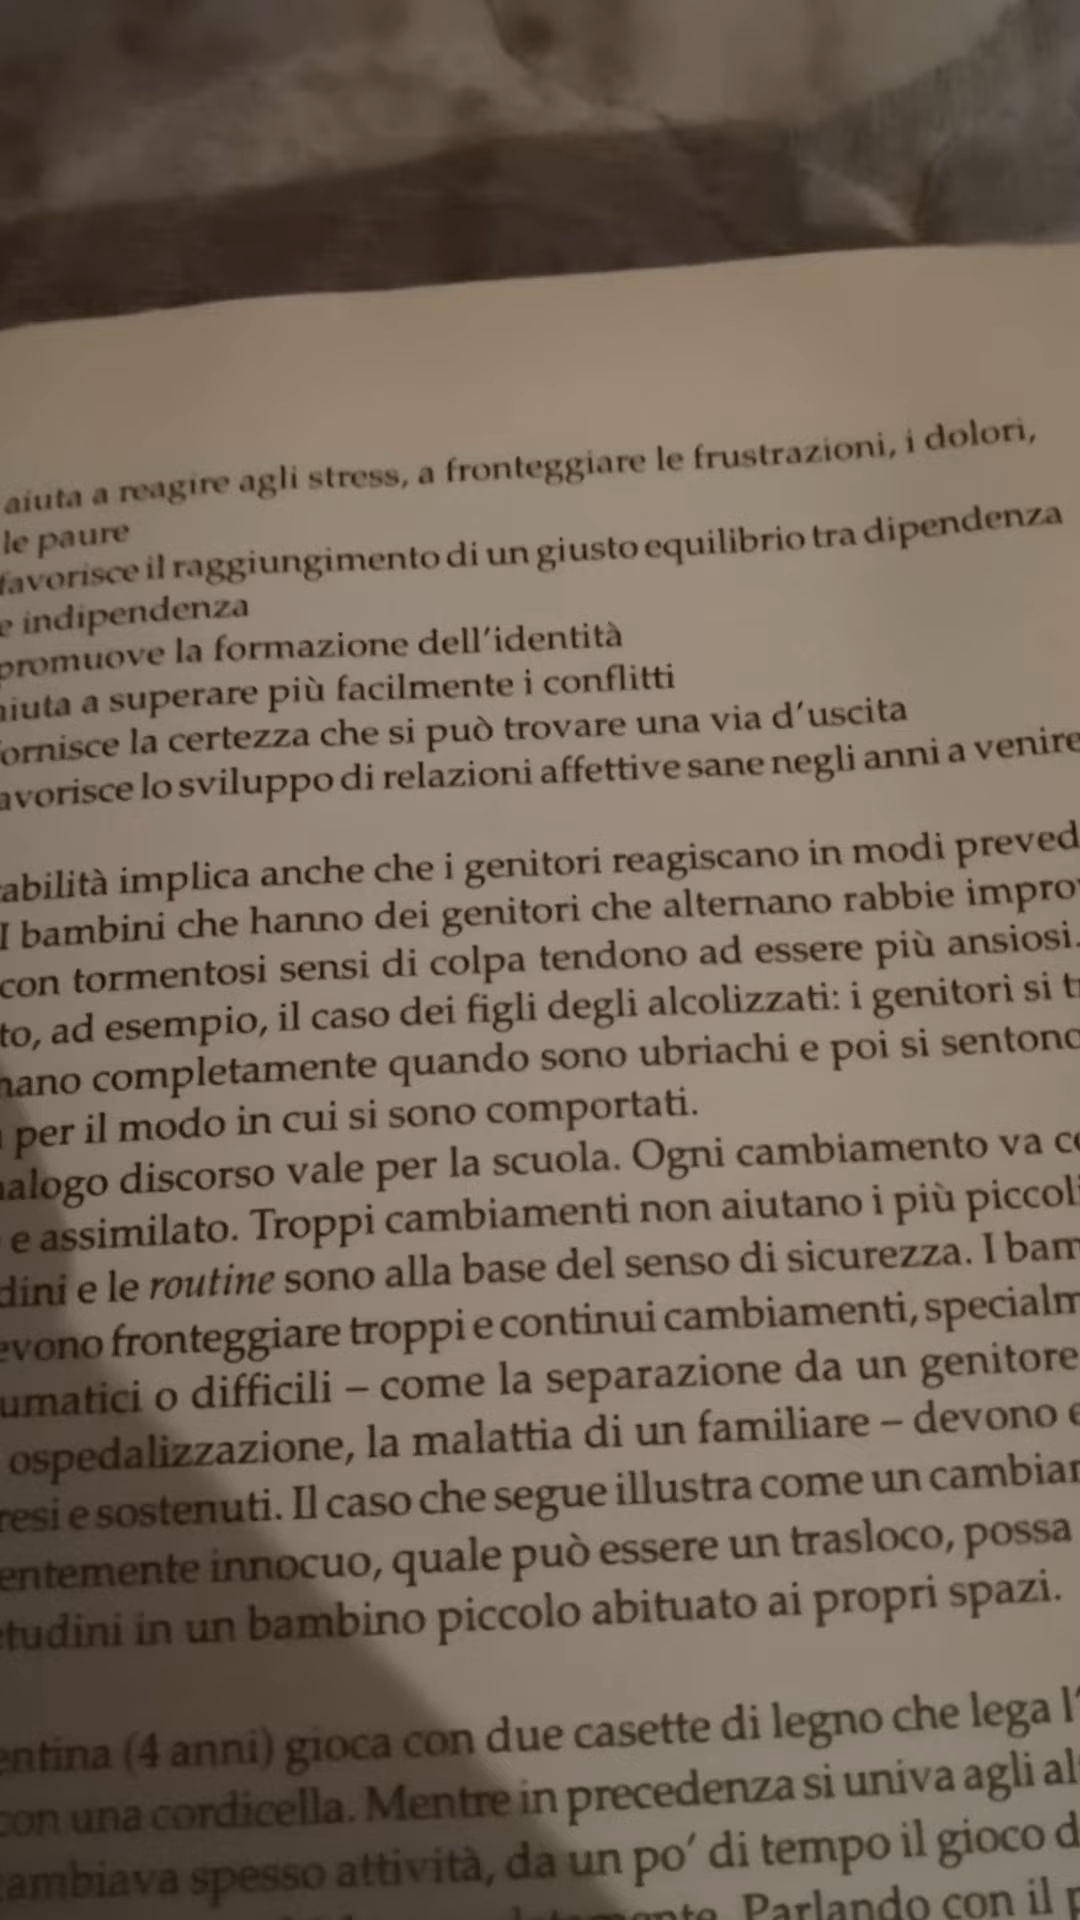 aiuta a reagire agli stress, a fronteggiare le frustrazioni, i dolori,
le paure
favorisce il raggiungimento di un giusto equilibrio tra dipendenza
e indipendenza
promuove la formazione dell'identità
aiuta a superare più facilmente i conflitti
fornisce la certezza che si può trovare una via d'uscita
avorisce lo sviluppo di relazioni affettive sane negli anni a venire
abilità implica anche che i genitori reagiscano in modi preved
I bambini che hanno dei genitori che alternano rabbie impro
con tormentosi sensi di colpa tendono ad essere più ansiosi.
to, ad esempio, il caso dei figli degli alcolizzati: i genitori si t
mano completamente quando sono ubriachi e poi si sentono
per il modo in cui si sono comportati.
nalogo discorso vale per la scuola. Ogni cambiamento va co
e assimilato. Troppi cambiamenti non aiutano i più piccoli
dini e le routine sono alla base del senso di sicurezza. I bam
evono fronteggiare troppi e continui cambiamenti, specialm
umatici o difficili – come la separazione da un genitore
ospedalizzazione, la malattia di un familiare – devono e
resi e sostenuti. Il caso che segue illustra come un cambiam
entemente innocuo, quale può essere un trasloco, possa
etudini in un bambino piccolo abituato ai propri spazi.
entina (4 anni) gioca con due casette di legno che lega l'
con una cordicella. Mentre in precedenza si univa agli al
cambiava spesso attività, da un po' di tempo il gioco d
Parlando con il p